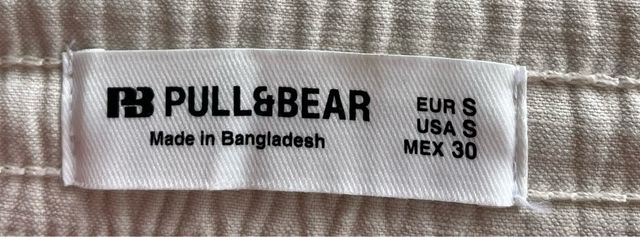 PB PULL&BEAR
Made in Bangladesh
EUR S
USA S
MEX 30